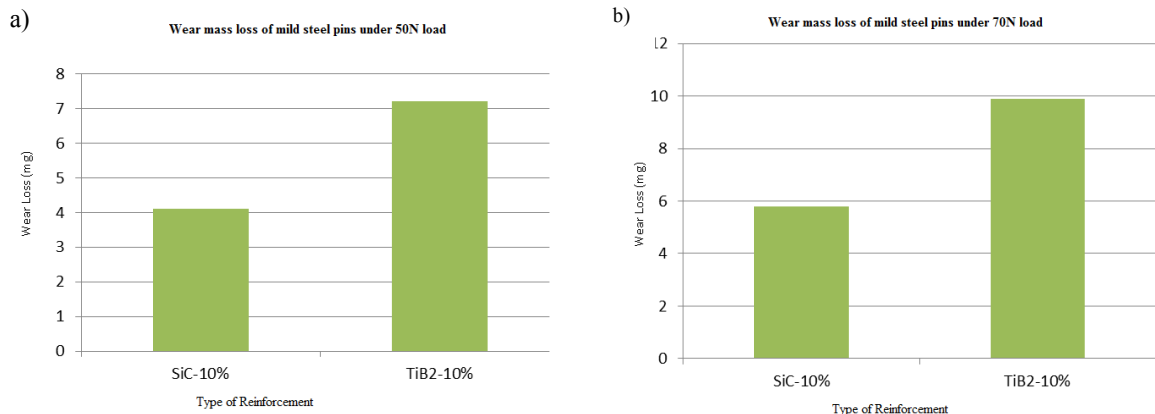 a)
Wear mass loss of mild steel pins under 50N load
8
7
6
5
4
3
2
1
0
Wear Loss (mg)
SiC-10%
TiB2-10%
Type of Reinforcement
b)
Wear mass loss of mild steel pins under 70N load
12
10
8
6
4
2
0
Wear Loss (mg)
SiC-10%
TiB2-10%
Type of Reinforcement